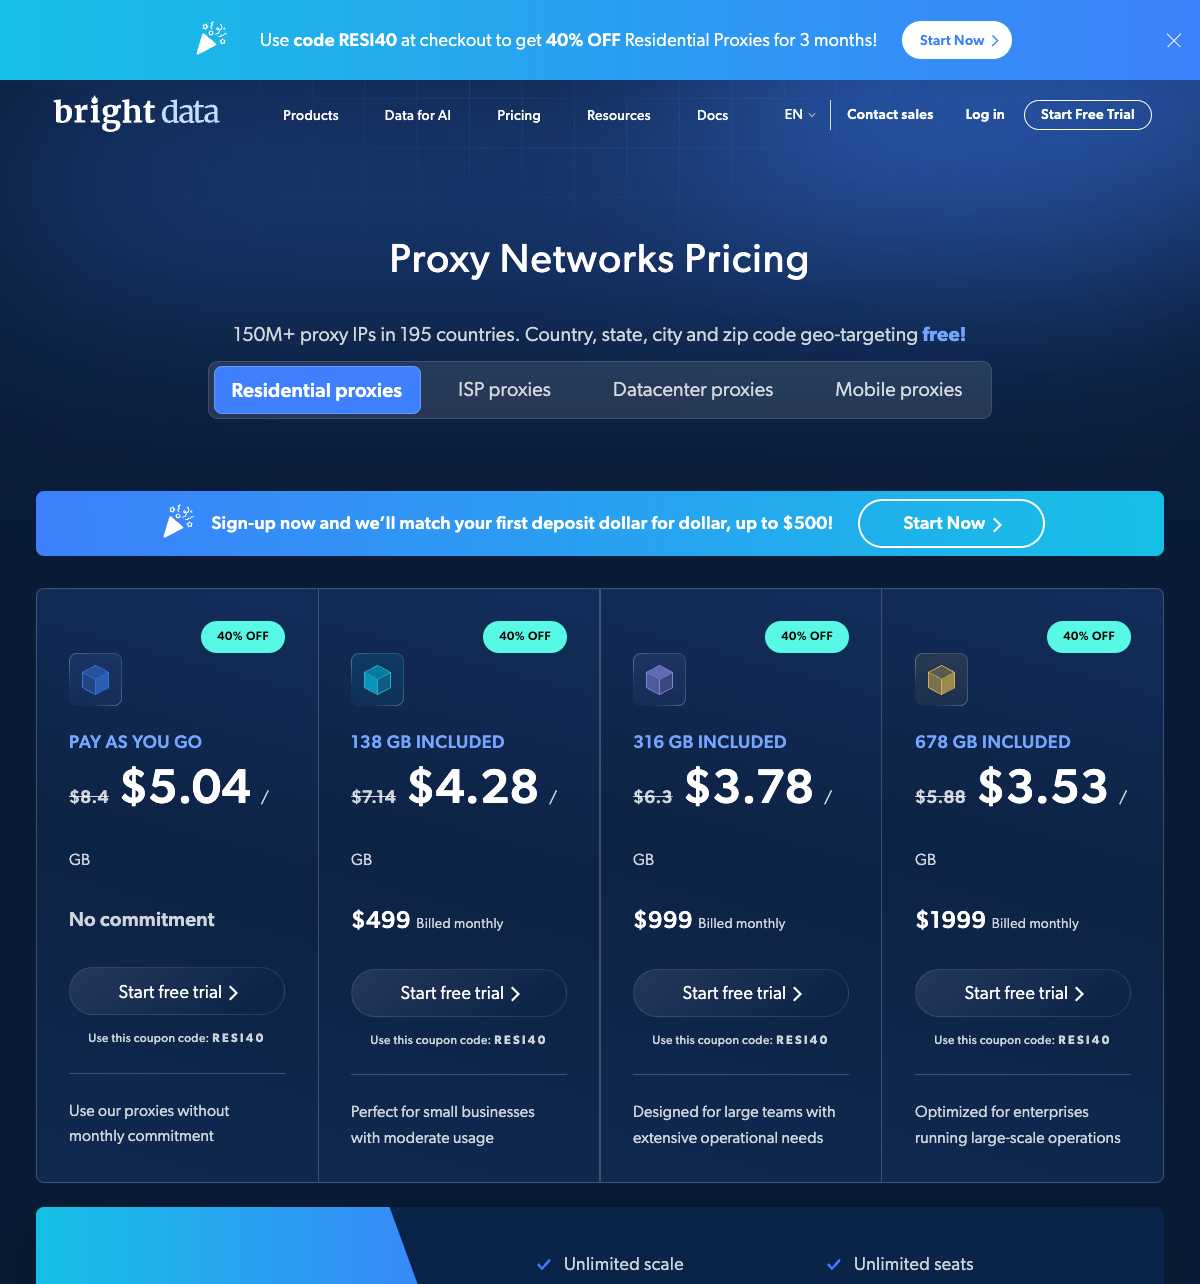 Use code RESI40 at checkout to get 40% OFF Residential Proxies for 3 months!
Start Now
bright data
Products
Data for AI
Pricing
Resources
Docs
EN
Contact sales
Log in
Start Free Trial
Proxy Networks Pricing
150M+ proxy IPs in 195 countries. Country, state, city and zip code geo-targeting free!
Residential proxies
ISP proxies
Datacenter proxies
Mobile proxies
Sign-up now and we’ll match your first deposit dollar for dollar, up to $500!
Start Now
40% OFF
PAY AS YOU GO
$8.4 $5.04 /
GB
No commitment
Start free trial
Use this coupon code: RESI40
Use our proxies without
monthly commitment
40% OFF
138 GB INCLUDED
$7.14 $4.28 /
GB
$499 Billed monthly
Start free trial
Use this coupon code: RESI40
Perfect for small businesses
with moderate usage
40% OFF
316 GB INCLUDED
$6.3 $3.78 /
GB
$999 Billed monthly
Start free trial
Use this coupon code: RESI40
Designed for large teams with
extensive operational needs
40% OFF
678 GB INCLUDED
$5.88 $3.53 /
GB
$1999 Billed monthly
Start free trial
Use this coupon code: RESI40
Optimized for enterprises
running large-scale operations
Unlimited scale
Unlimited seats